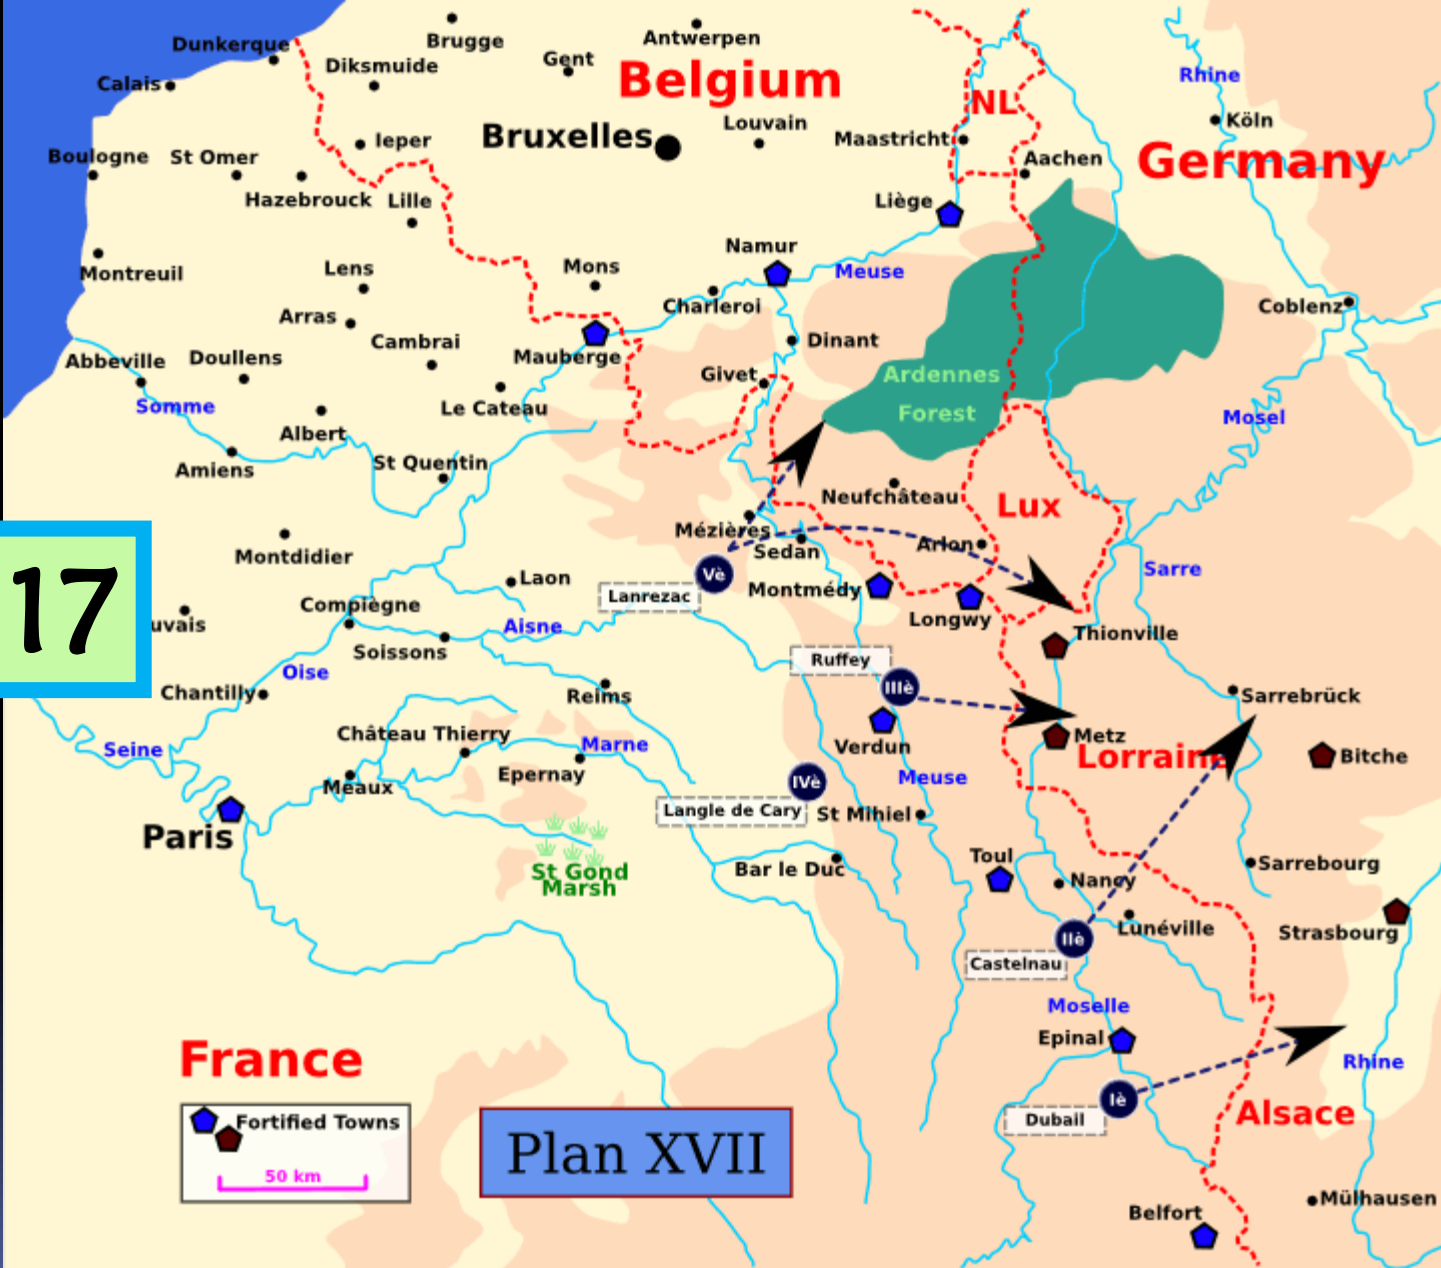 Dunkerque
Brugge
Antwerpen
Diksmuide
Gent
Belgium
Rhine
Calais
NL
Köln
Louvain
Bruxelles
Maastricht
Ieper
Aachen
Germany
Boulogne
St Omer
Hazebrouck
Lille
Liège
Namur
Montreuil
Lens
Mons
Meuse
Charleroi
Coblenz
Arras
Cambrai
Dinant
Abbeville
Doullens
Mauberge
Givet
Ardennes
Forest
Somme
Le Cateau
Mosel
Albert
Amiens
St Quentin
Neufchâteau
Lux
Mézières
Sedan
Arlon
Montdidier
Sarre
Laon
Vè
Lanrezac
Montmédy
17
Compiègne
Longwy
uvais
Aisne
Thionville
Soissons
Ruffey
Oise
IIIè
Chantilly
Reims
Sarrebrück
Château Thierry
Marne
Verdun
Metz
Seine
Lorraine
Bitche
Epernay
IVè
Meuse
Meaux
Langle de Cary
St Mihiel
Paris
Toul
Bar le Duc
Nancy
Sarrebourg
St Gond
Marsh
Lunéville
Strasbourg
IIè
Castelnau
Moselle
Epinal
France
Rhine
Iè
Dubail
Alsace
Fortified Towns
50 km
Plan XVII
Mülhausen
Belfort